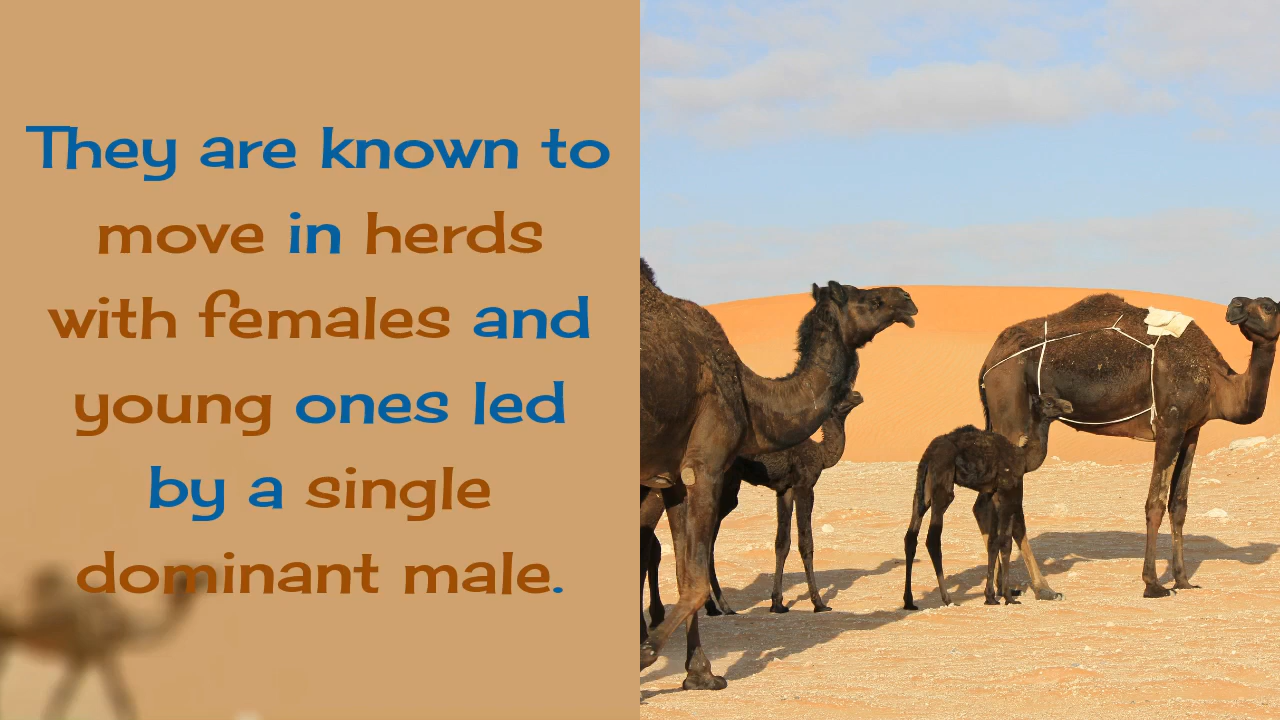 They are known to
move in herds
with females and
young ones led
by a single
dominant male.